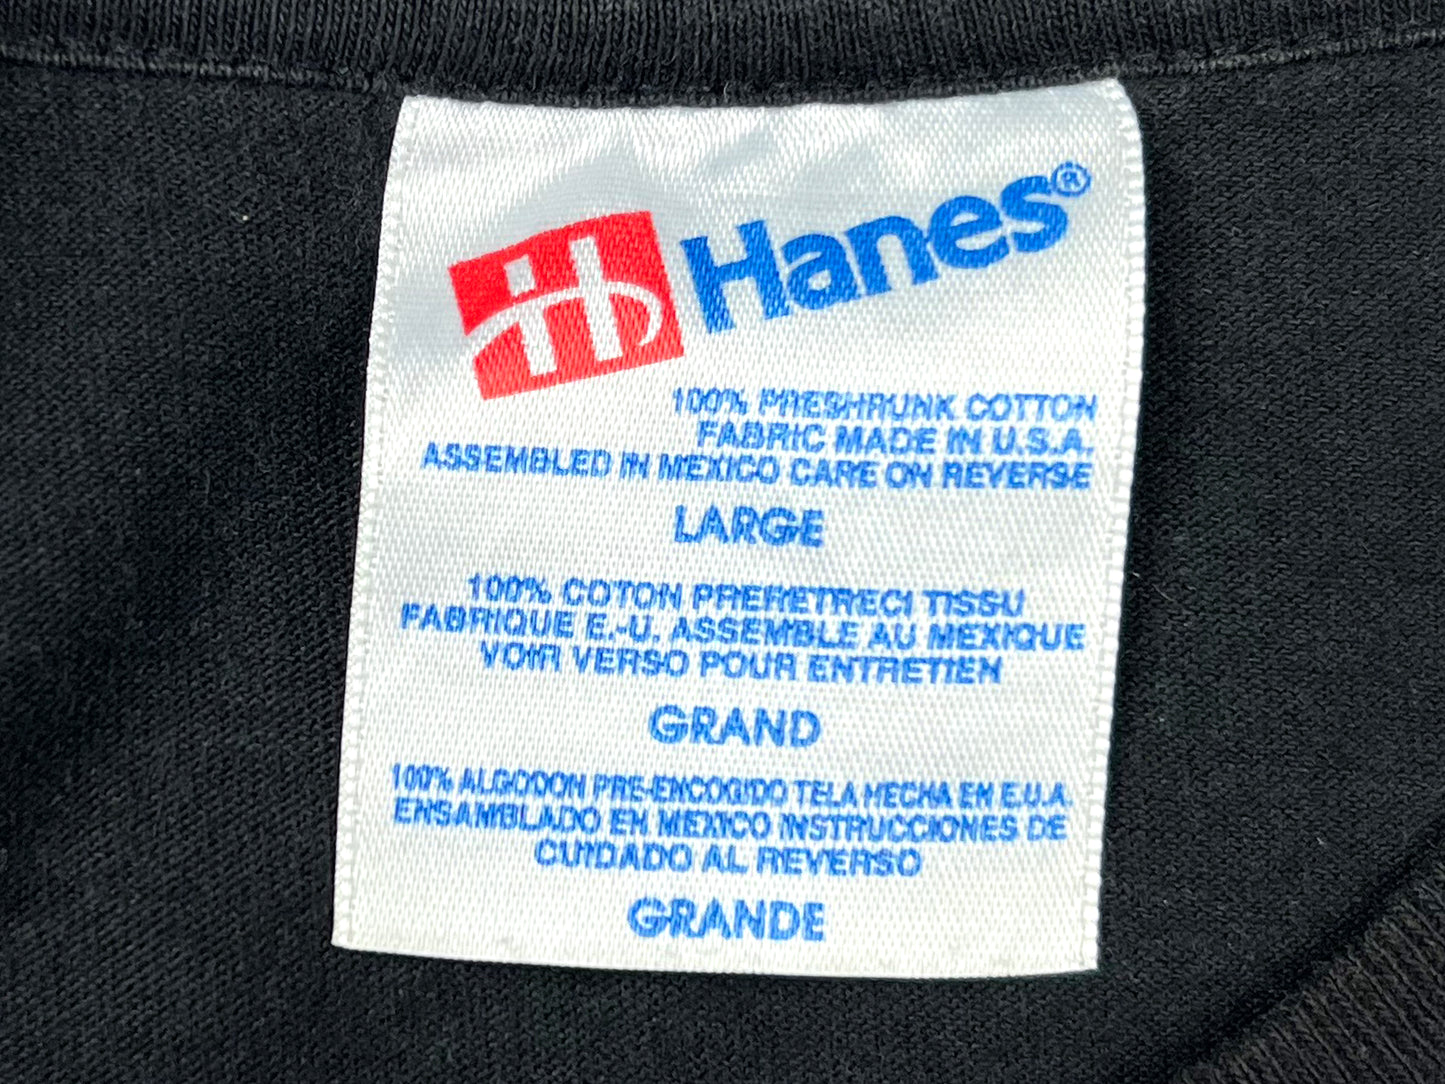 Hanes®
100% PRESHRUNK COTTON
FABRIC MADE IN U.S.A.
ASSEMBLED IN MEXICO CARE ON REVERSE
LARGE
100% COTON PRERETRECI TISSU
FABRIQUE E.-U. ASSEMBLE AU MEXIQUE
VOIR VERSO POUR ENTRETIEN
GRAND
100% ALGODON PRE-ENCOGIDO TELA HECHA EN E.U.A.
ENSAMBLADO EN MEXICO INSTRUCCIONES DE
CUIDADO AL REVERSO
GRANDE